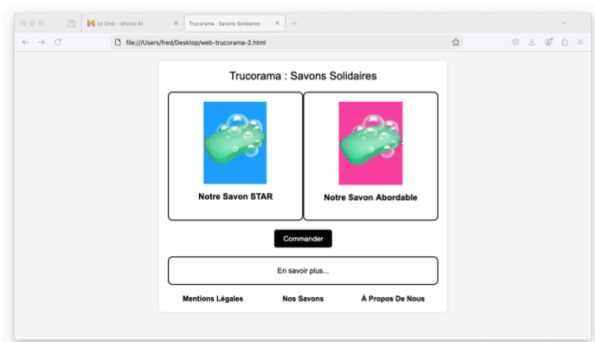 Le Chat - Mistral AI
Trucorama : Savons Solidaires
file:///Users/fred/Desktop/web-trucorama-2.html
Trucorama : Savons Solidaires
Notre Savon STAR
Notre Savon Abordable
Commander
En savoir plus...
Mentions Légales
Nos Savons
À Propos De Nous